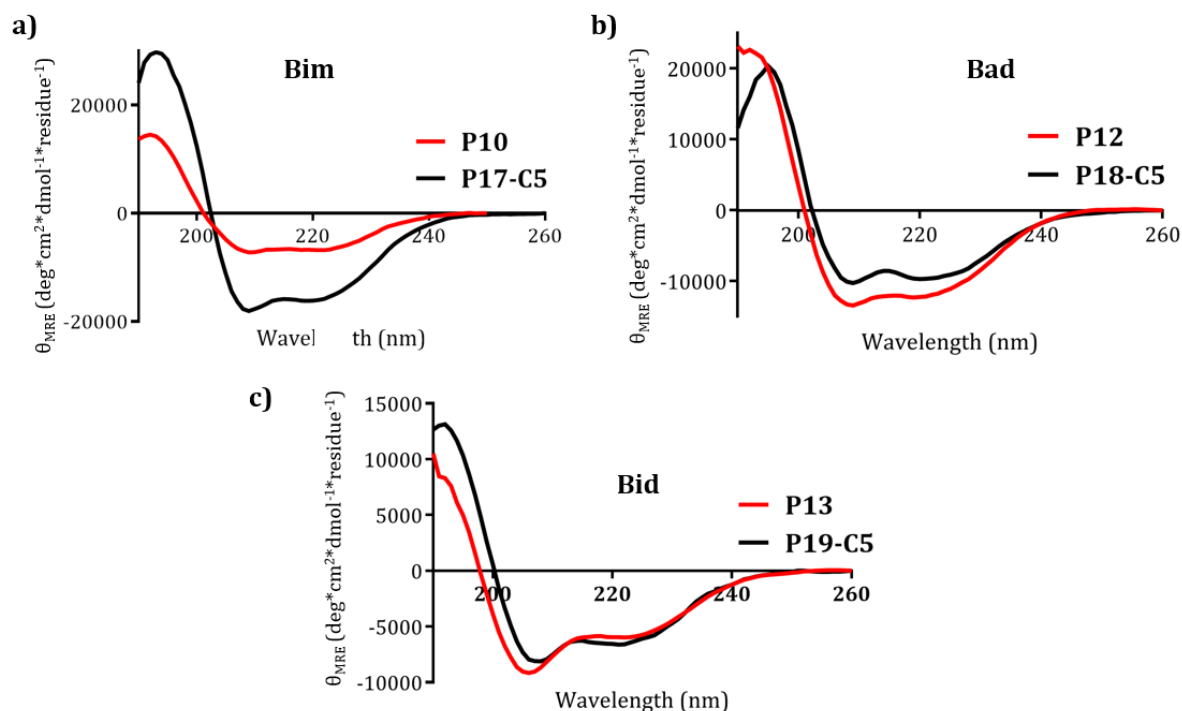 a)
Bim
P10
P17-C5
20000
0
-20000
200
220
240
260
θMRE (deg*cm²*dmol⁻¹*residue⁻¹)
Wavel th (nm)
b)
Bad
P12
P18-C5
20000
10000
0
-10000
200
220
240
260
θMRE (deg*cm²*dmol⁻¹*residue⁻¹)
Wavelength (nm)
c)
Bid
P13
P19-C5
15000
10000
5000
0
-5000
-10000
200
220
240
260
θMRE (deg*cm²*dmol⁻¹*residue⁻¹)
Wavelength (nm)